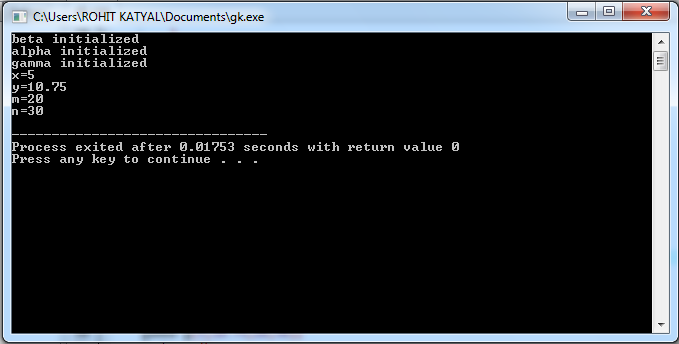 C:\Users\ROHIT KATYAL\Documents\gk.exe
beta initialized
alpha initialized
gamma initialized
x=5
y=10.75
m=20
n=30
--------------------------------
Process exited after 0.01753 seconds with return value 0
Press any key to continue . . .